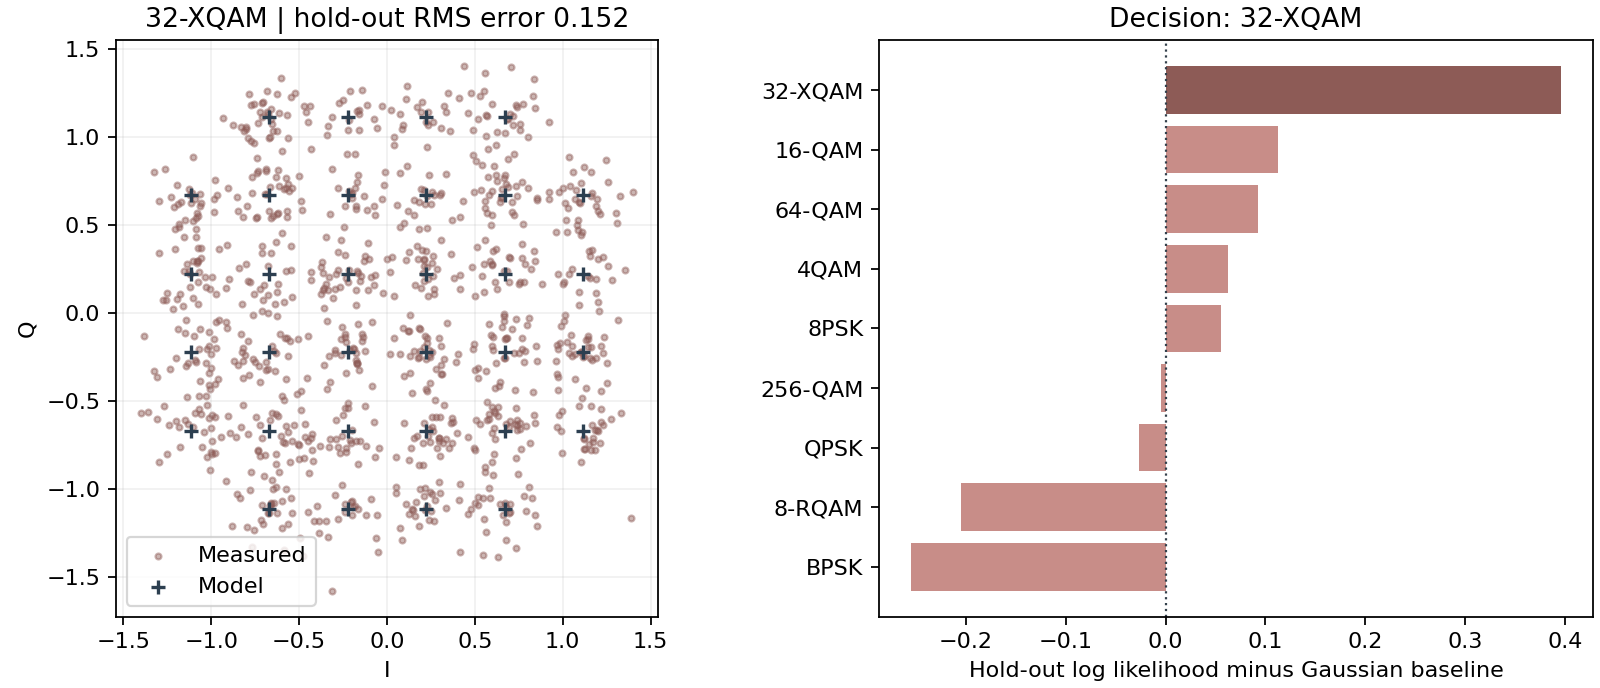 32-XQAM | hold-out RMS error 0.152
1.5
1.0
0.5
0.0
−0.5
−1.0
−1.5
Q
Measured
Model
−1.5
−1.0
−0.5
0.0
0.5
1.0
1.5
I
Decision: 32-XQAM
32-XQAM
16-QAM
64-QAM
4QAM
8PSK
256-QAM
QPSK
8-RQAM
BPSK
−0.2
−0.1
0.0
0.1
0.2
0.3
0.4
Hold-out log likelihood minus Gaussian baseline